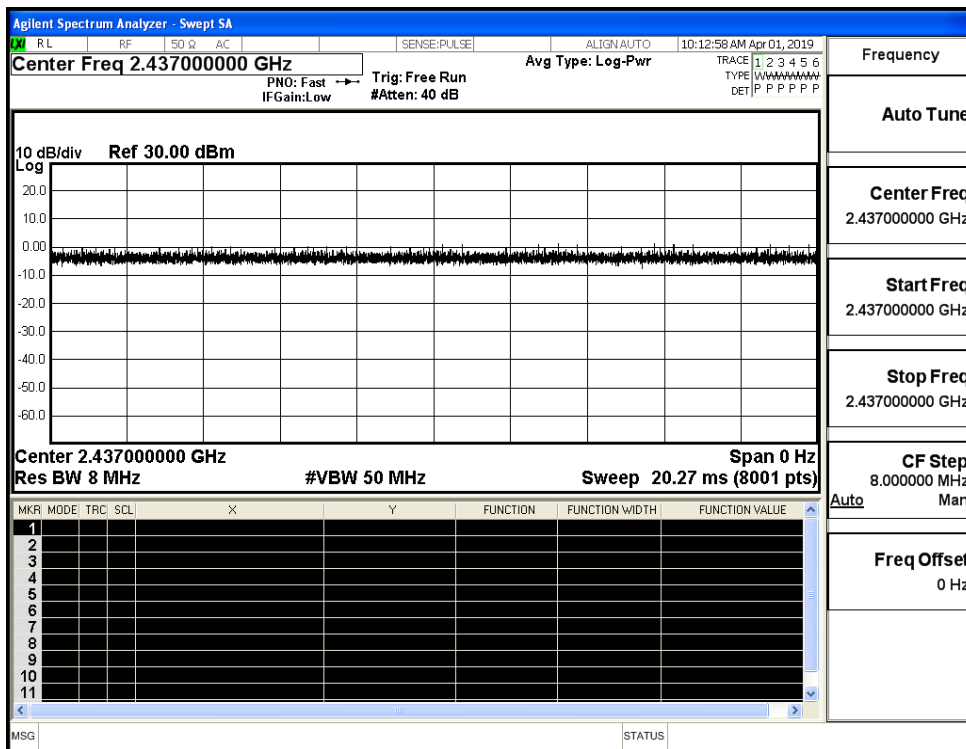 Agilent Spectrum Analyzer - Swept SA
LXI RL RF 50 Ω AC SENSE:PULSE ALIGN AUTO 10:12:58 AM Apr 01, 2019
Center Freq 2.437000000 GHz
PNO: Fast
IFGain:Low
Trig: Free Run
#Atten: 40 dB
Avg Type: Log-Pwr
TRACE 1 2 3 4 5 6
TYPE WWWWWW
DET P P P P P P
10 dB/div Ref 30.00 dBm
Log
20.0
10.0
0.00
-10.0
-20.0
-30.0
-40.0
-50.0
-60.0
Center 2.437000000 GHz Span 0 Hz
Res BW 8 MHz #VBW 50 MHz Sweep 20.27 ms (8001 pts)
MKR MODE TRC SCL X Y FUNCTION FUNCTION WIDTH FUNCTION VALUE
1
2
3
4
5
6
7
8
9
10
11
MSG STATUS
Frequency
Auto Tune
Center Freq
2.437000000 GHz
Start Freq
2.437000000 GHz
Stop Freq
2.437000000 GHz
CF Step
8.000000 MHz
Auto Man
Freq Offset
0 Hz